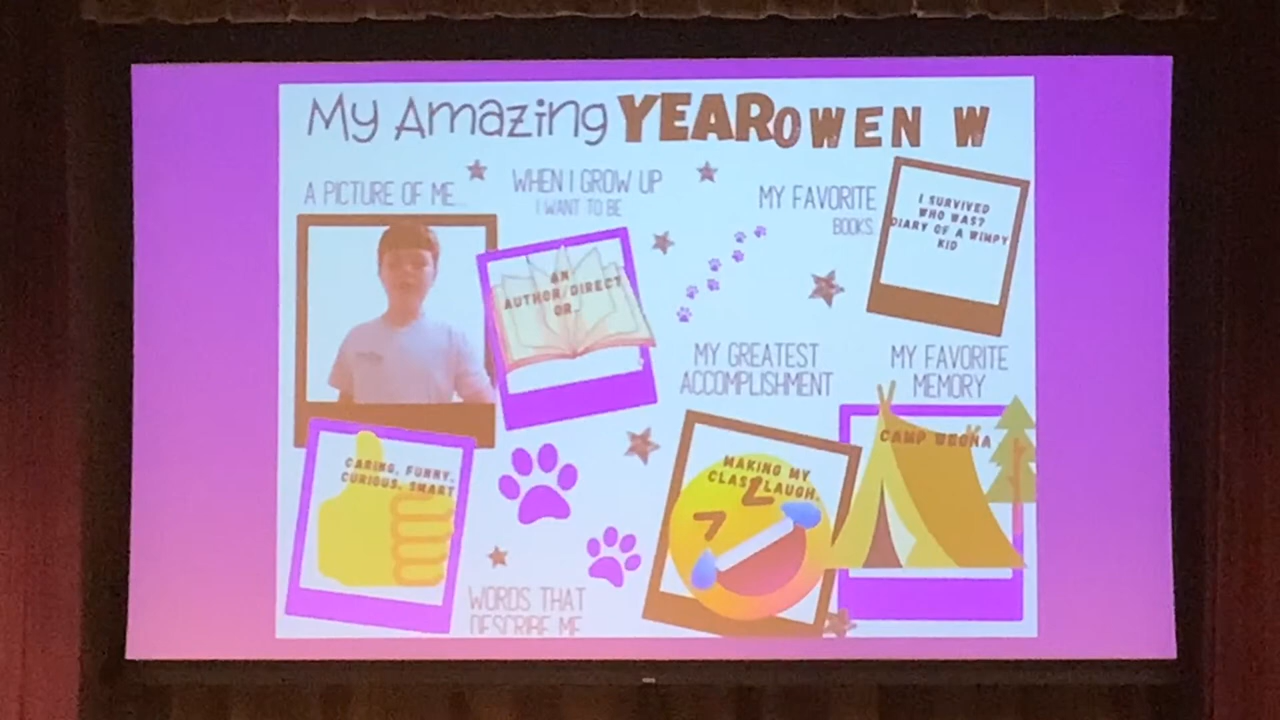 My Amazing YEAR OWEN W
A PICTURE OF ME...
WHEN I GROW UP
I WANT TO BE
AN
AUTHOR/DIRECT
OR..
MY FAVORITE
BOOKS
I SURVIVED
WHO WAS?
DIARY OF A WIMPY
KID
MY GREATEST
ACCOMPLISHMENT
MAKING MY
CLASS LAUGH.
MY FAVORITE
MEMORY
CAMP
CARING, FUNNY,
CURIOUS, SMART
WORDS THAT
DESCRIBE ME